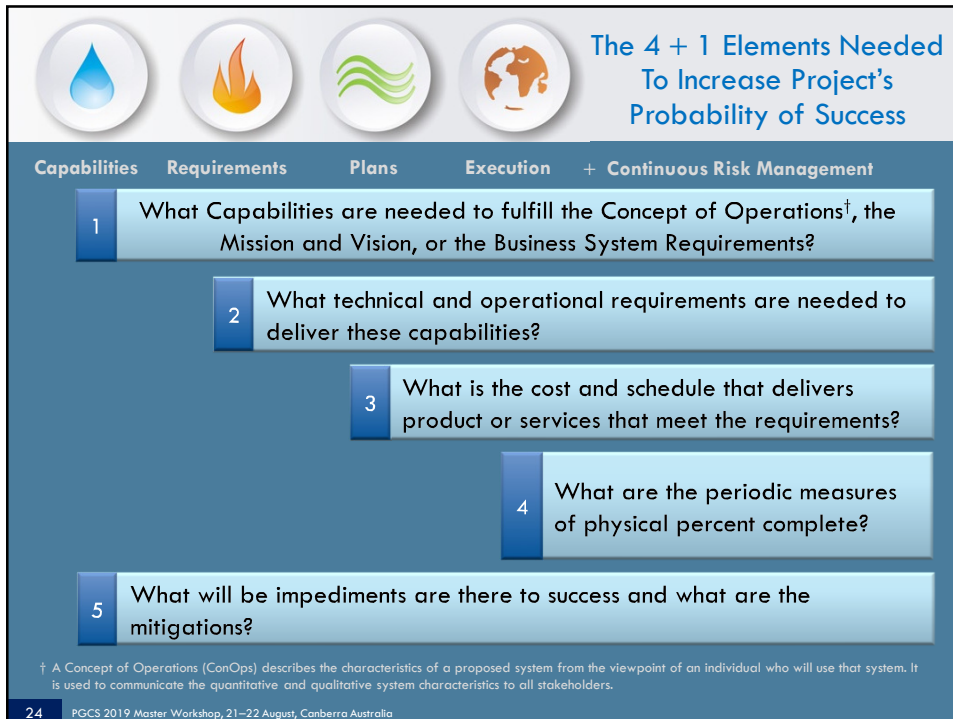 The 4 + 1 Elements Needed
To Increase Project's
Probability of Success
Capabilities Requirements Plans Execution + Continuous Risk Management
1
What Capabilities are needed to fulfill the Concept of Operations†, the
Mission and Vision, or the Business System Requirements?
2
What technical and operational requirements are needed to
deliver these capabilities?
3
What is the cost and schedule that delivers
product or services that meet the requirements?
4
What are the periodic measures
of physical percent complete?
5
What will be impediments are there to success and what are the
mitigations?
† A Concept of Operations (ConOps) describes the characteristics of a proposed system from the viewpoint of an individual who will use that system. It
is used to communicate the quantitative and qualitative system characteristics to all stakeholders.
24 PGCS 2019 Master Workshop, 21–22 August, Canberra Australia